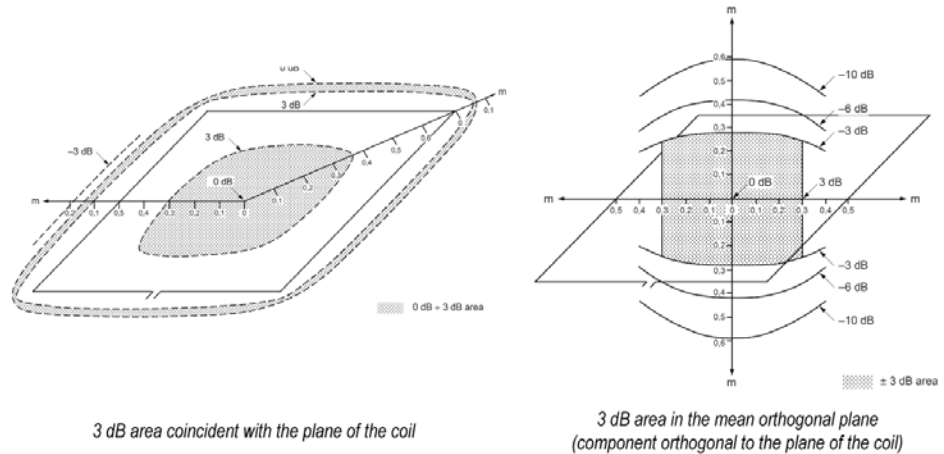 0 dB
3 dB
–3 dB
3 dB
0 dB
m
m
0,2
0,1
0,4
0,3
0,2
0,1
0
0,1
0,2
0,3
0,4
0,5
0,6
0,1
0 dB ÷ 3 dB area
3 dB area coincident with the plane of the coil
m
0,6
0,5
0,4
0,3
0,2
0,1
–10 dB
–6 dB
–3 dB
0 dB
3 dB
m
m
0,5
0,4
0,3
0,2
0,1
0
0,1
0,2
0,3
0,4
0,5
0,1
0,2
0,3
0,4
0,5
0,6
–3 dB
–6 dB
–10 dB
m
± 3 dB area
3 dB area in the mean orthogonal plane
(component orthogonal to the plane of the coil)